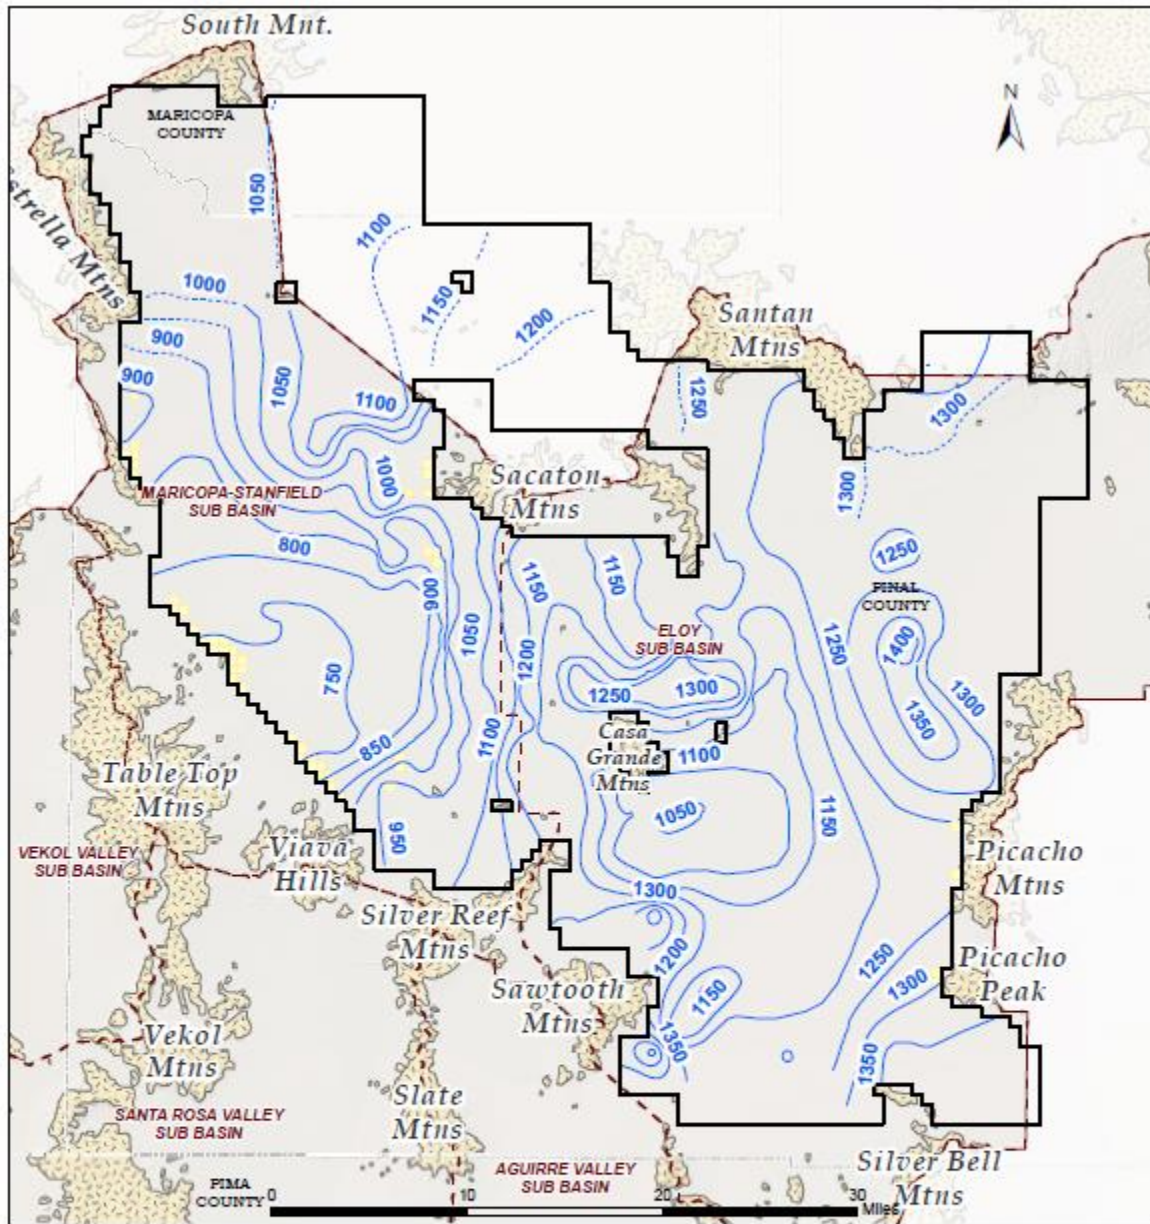 South Mnt.
N
MARICOPA
COUNTY
1050
1100
strella Mtns
1000
1150
1200
Santan
Mtns
900
900
1050
1100
1250
1300
1300
Sacaton
Mtns
1000
MARICOPA-STANFIELD
SUB BASIN
800
900
1050
1150
1150
1250
PINAL
COUNTY
ELOY
SUB BASIN
1200
1250
1400
750
1250
1300
1300
1350
Casa
Grande
Mtns
1100
1100
850
1050
1150
Table Top
Mtns
950
VEKOL VALLEY
SUB BASIN
Viava
Hills
Picacho
Mtns
1300
Silver Reef
Mtns
1200
1250
Picacho
Peak
1300
Sawtooth
Mtns
1150
Vekol
Mtns
1350
1350
Slate
Mtns
SANTA ROSA VALLEY
SUB BASIN
AGUIRRE VALLEY
SUB BASIN
Silver Bell
Mtns
PIMA
COUNTY
0 10 20 30
Miles